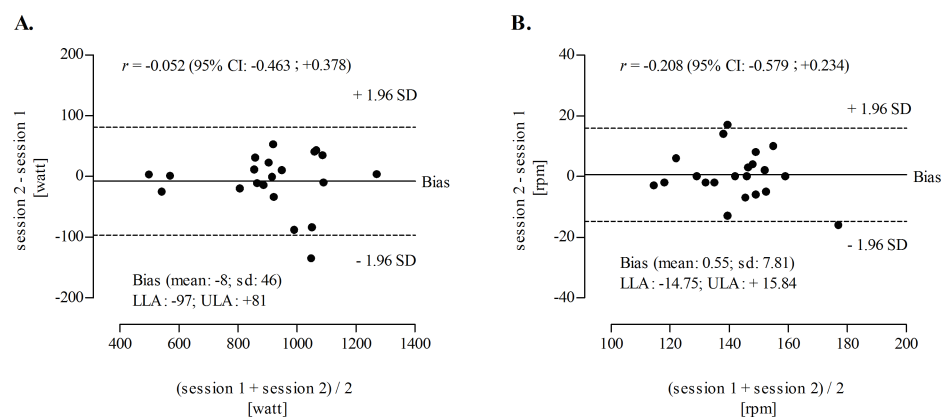 A.
r = -0.052 (95% CI: -0.463 ; +0.378)
+ 1.96 SD
Bias
- 1.96 SD
Bias (mean: -8; sd: 46)
LLA: -97; ULA: +81
200
100
0
-100
-200
session 2 - session 1
[watt]
400 600 800 1000 1200 1400
(session 1 + session 2) / 2
[watt]
B.
r = -0.208 (95% CI: -0.579 ; +0.234)
+ 1.96 SD
Bias
- 1.96 SD
Bias (mean: 0.55; sd: 7.81)
LLA: -14.75; ULA: + 15.84
40
20
0
-20
-40
session 2 - session 1
[rpm]
100 120 140 160 180 200
(session 1 + session 2) / 2
[rpm]